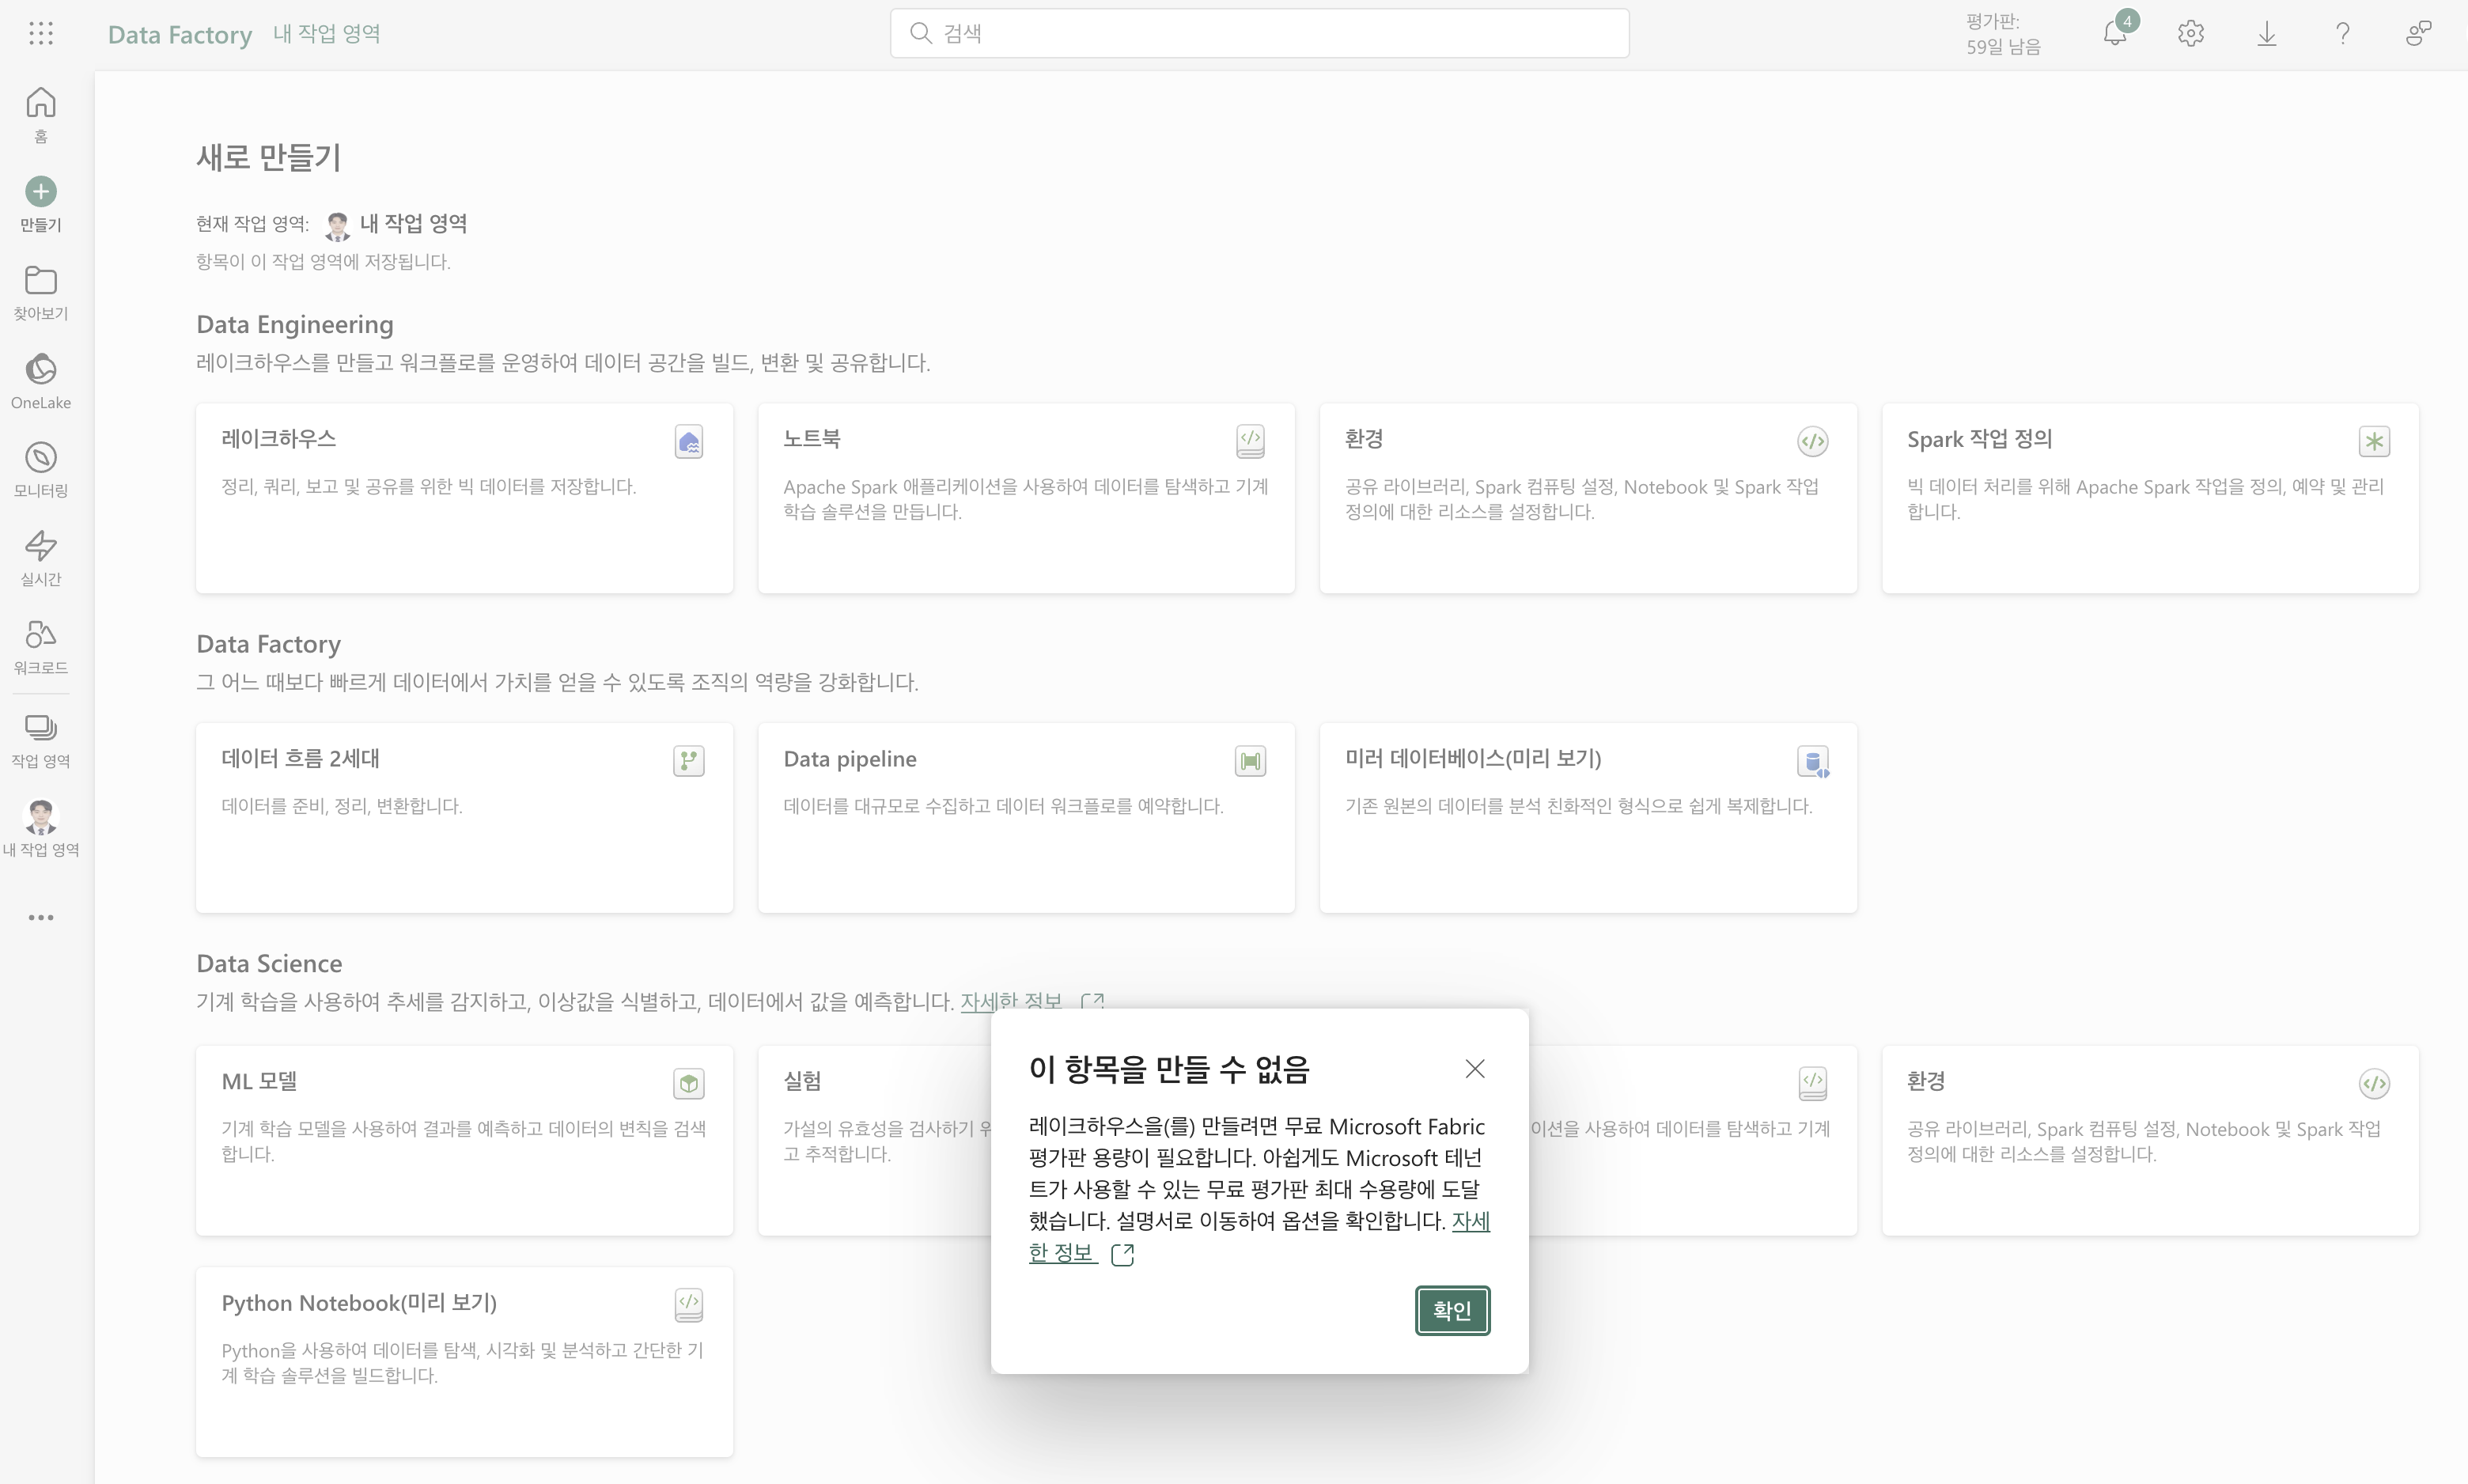 Data Factory 내 작업 영역
검색
평가판:
59일 남음
4
홈
만들기
찾아보기
OneLake
모니터링
실시간
워크로드
작업 영역
내 작업 영역
새로 만들기
현재 작업 영역: 내 작업 영역
항목이 이 작업 영역에 저장됩니다.
Data Engineering
레이크하우스를 만들고 워크플로를 운영하여 데이터 공간을 빌드, 변환 및 공유합니다.
레이크하우스
정리, 쿼리, 보고 및 공유를 위한 빅 데이터를 저장합니다.
노트북
Apache Spark 애플리케이션을 사용하여 데이터를 탐색하고 기계
학습 솔루션을 만듭니다.
환경
공유 라이브러리, Spark 컴퓨팅 설정, Notebook 및 Spark 작업
정의에 대한 리소스를 설정합니다.
Spark 작업 정의
빅 데이터 처리를 위해 Apache Spark 작업을 정의, 예약 및 관리
합니다.
Data Factory
그 어느 때보다 빠르게 데이터에서 가치를 얻을 수 있도록 조직의 역량을 강화합니다.
데이터 흐름 2세대
데이터를 준비, 정리, 변환합니다.
Data pipeline
데이터를 대규모로 수집하고 데이터 워크플로를 예약합니다.
미러 데이터베이스(미리 보기)
기존 원본의 데이터를 분석 친화적인 형식으로 쉽게 복제합니다.
Data Science
기계 학습을 사용하여 추세를 감지하고, 이상값을 식별하고, 데이터에서 값을 예측합니다. 자세한 정보
ML 모델
기계 학습 모델을 사용하여 결과를 예측하고 데이터의 변칙을 검색
합니다.
실험
가설의 유효성을 검사하기 위
고 추적합니다.
이션을 사용하여 데이터를 탐색하고 기계
환경
공유 라이브러리, Spark 컴퓨팅 설정, Notebook 및 Spark 작업
정의에 대한 리소스를 설정합니다.
Python Notebook(미리 보기)
Python을 사용하여 데이터를 탐색, 시각화 및 분석하고 간단한 기
계 학습 솔루션을 빌드합니다.
이 항목을 만들 수 없음
레이크하우스을(를) 만들려면 무료 Microsoft Fabric
평가판 용량이 필요합니다. 아쉽게도 Microsoft 테넌
트가 사용할 수 있는 무료 평가판 최대 수용량에 도달
했습니다. 설명서로 이동하여 옵션을 확인합니다. 자세
한 정보
확인